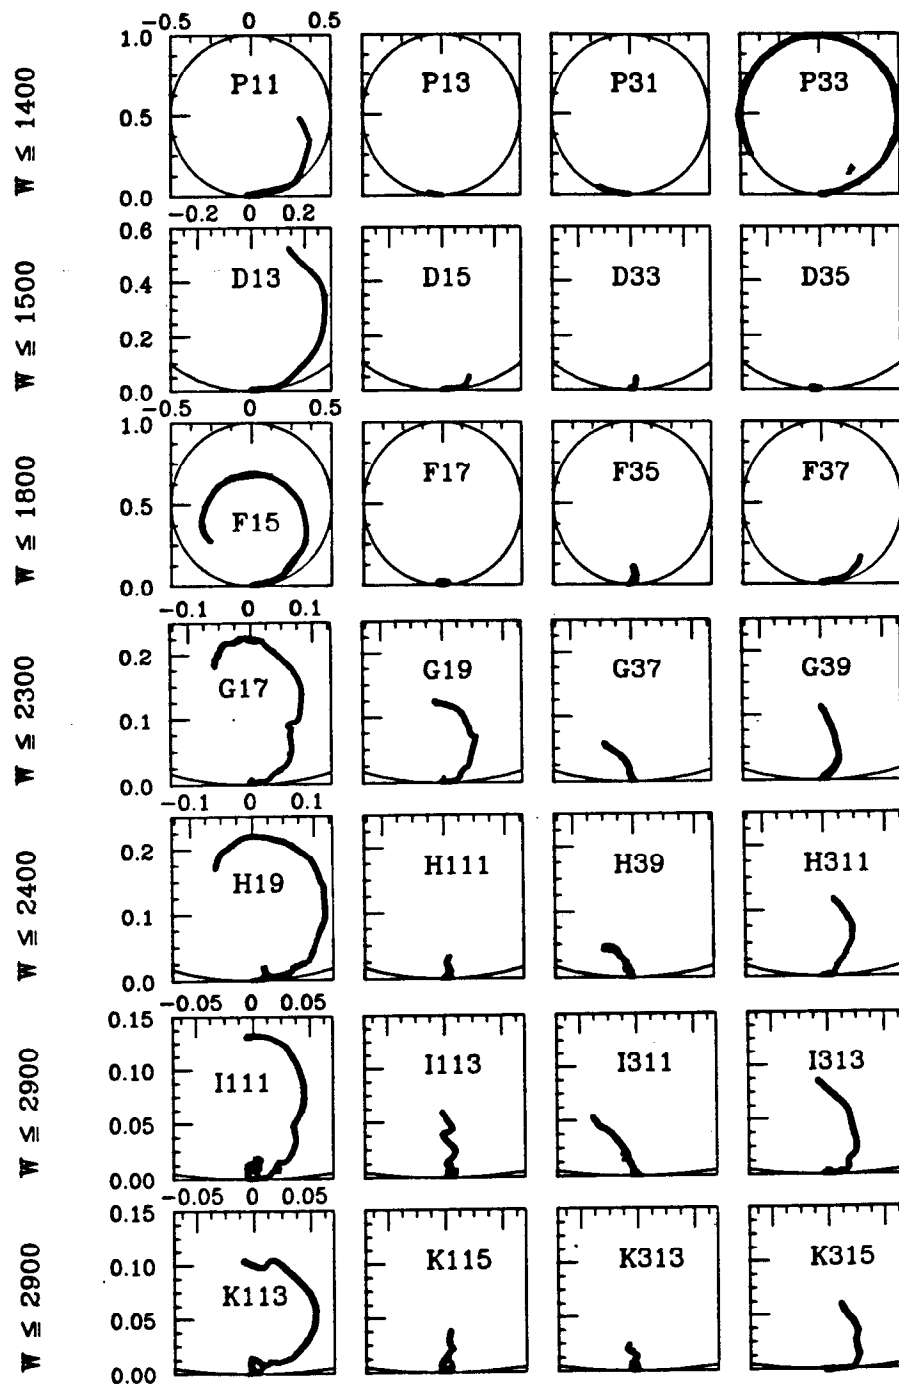 -0.5 0 0.5
W ≤ 1400
1.0
0.5
0.0
P11 P13 P31 P33
-0.2 0 0.2
W ≤ 1500
0.6
0.4
0.2
0.0
D13 D15 D33 D35
-0.5 0 0.5
W ≤ 1800
1.0
0.5
0.0
F15 F17 F35 F37
-0.1 0 0.1
W ≤ 2300
0.2
0.1
0.0
G17 G19 G37 G39
-0.1 0 0.1
W ≤ 2400
0.2
0.1
0.0
H19 H111 H39 H311
-0.05 0 0.05
W ≤ 2900
0.15
0.10
0.05
0.00
I111 I113 I311 I313
-0.05 0 0.05
W ≤ 2900
0.15
0.10
0.05
0.00
K113 K115 K313 K315